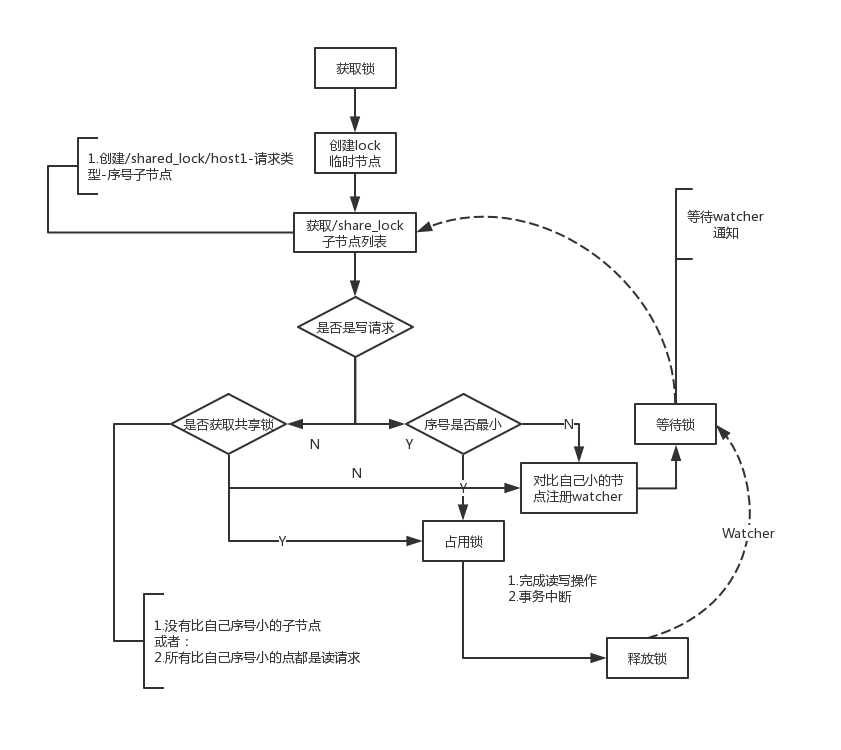 获取锁
创建lock
临时节点
1.创建/shared_lock/host1-请求类
型-序号子节点
获取/share_lock
子节点列表
等待watcher
通知
是否是写请求
是否获取共享锁
序号是否最小
N
等待锁
N
Y
N
对比自己小的节
点注册watcher
Y
Y
占用锁
Watcher
1.完成读写操作
2.事务中断
1.没有比自己序号小的子节点
或者：
2.所有比自己序号小的点都是读请求
释放锁